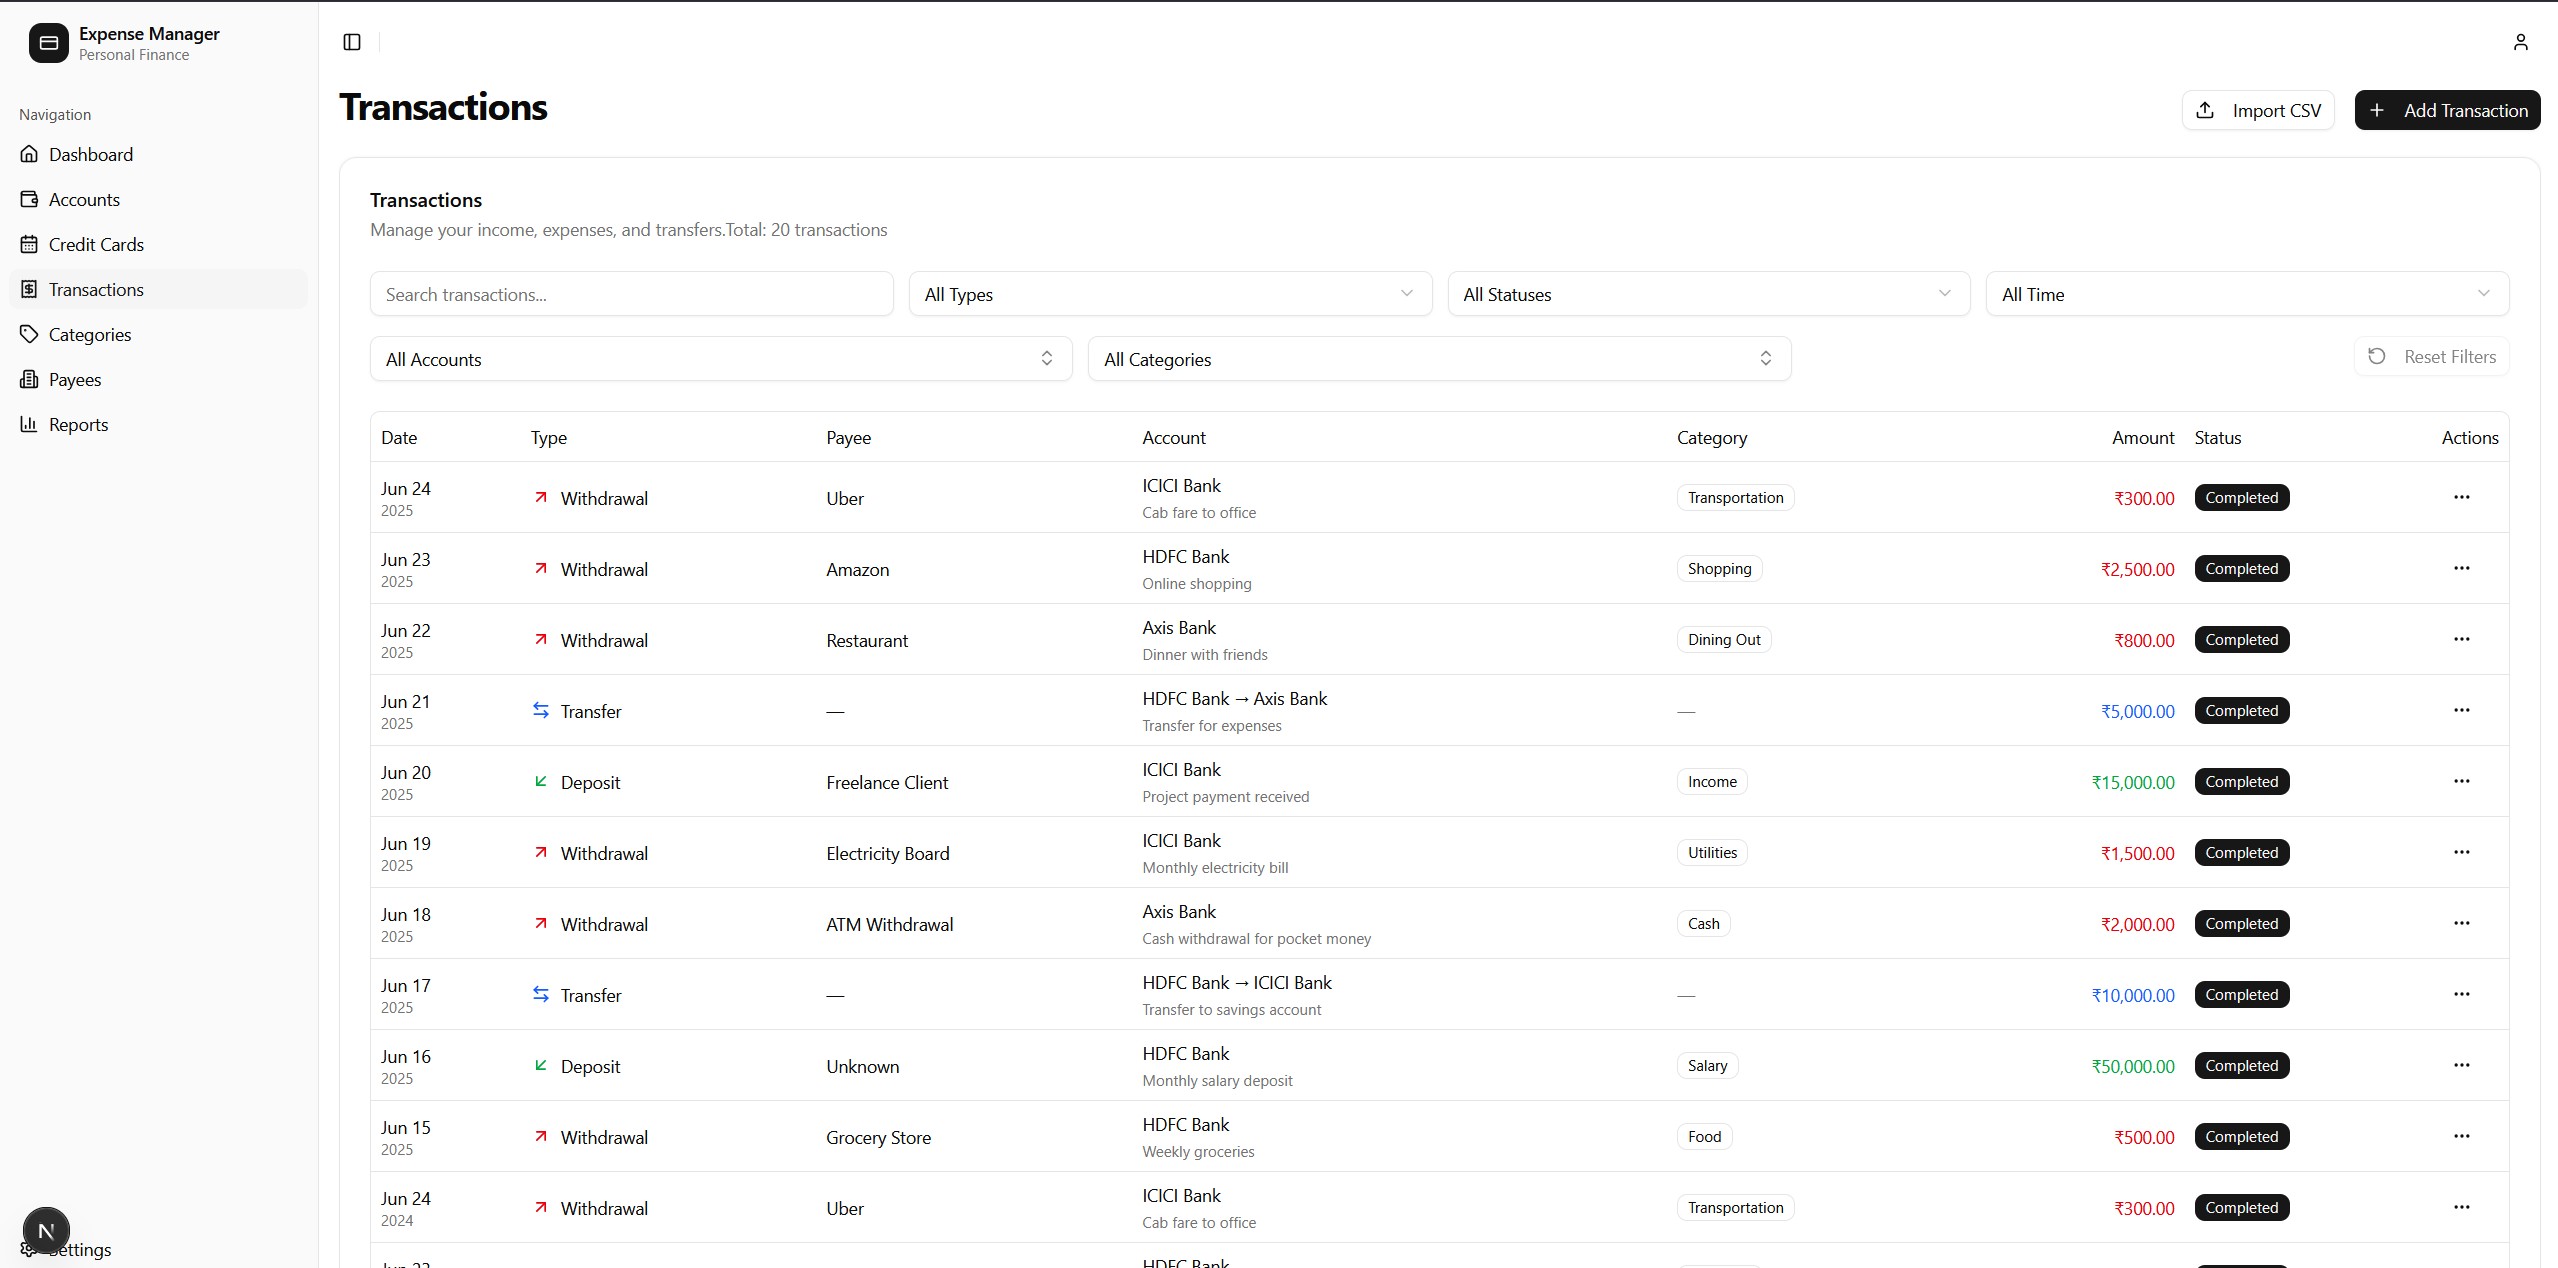 Expense Manager
Personal Finance
Navigation
Dashboard
Accounts
Credit Cards
Transactions
Categories
Payees
Reports
N
ettings
Transactions
Import CSV
Add Transaction
Transactions
Manage your income, expenses, and transfers.Total: 20 transactions
Search transactions... All Types All Statuses All Time
All Accounts All Categories Reset Filters
Date Type Payee Account Category Amount Status Actions
Jun 24 2025 Withdrawal Uber ICICI Bank Cab fare to office Transportation ₹300.00 Completed
Jun 23 2025 Withdrawal Amazon HDFC Bank Online shopping Shopping ₹2,500.00 Completed
Jun 22 2025 Withdrawal Restaurant Axis Bank Dinner with friends Dining Out ₹800.00 Completed
Jun 21 2025 Transfer — HDFC Bank → Axis Bank Transfer for expenses — ₹5,000.00 Completed
Jun 20 2025 Deposit Freelance Client ICICI Bank Project payment received Income ₹15,000.00 Completed
Jun 19 2025 Withdrawal Electricity Board ICICI Bank Monthly electricity bill Utilities ₹1,500.00 Completed
Jun 18 2025 Withdrawal ATM Withdrawal Axis Bank Cash withdrawal for pocket money Cash ₹2,000.00 Completed
Jun 17 2025 Transfer — HDFC Bank → ICICI Bank Transfer to savings account — ₹10,000.00 Completed
Jun 16 2025 Deposit Unknown HDFC Bank Monthly salary deposit Salary ₹50,000.00 Completed
Jun 15 2025 Withdrawal Grocery Store HDFC Bank Weekly groceries Food ₹500.00 Completed
Jun 24 2024 Withdrawal Uber ICICI Bank Cab fare to office Transportation ₹300.00 Completed
HDFC Bank